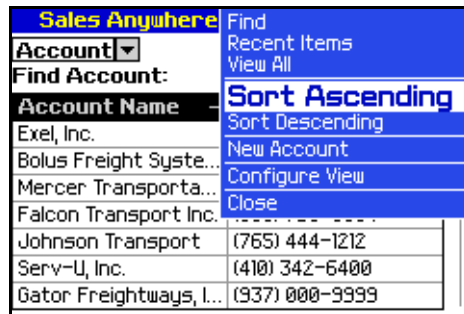 Sales Anywhere
Account
Find Account:
Account Name
Exel, Inc.
Bolus Freight Syste...
Mercer Transporta...
Falcon Transport Inc.
Johnson Transport (765) 444-1212
Serv-U, Inc. (410) 342-6400
Gator Freightways, I... (937) 000-9999
Find
Recent Items
View All
Sort Ascending
Sort Descending
New Account
Configure View
Close